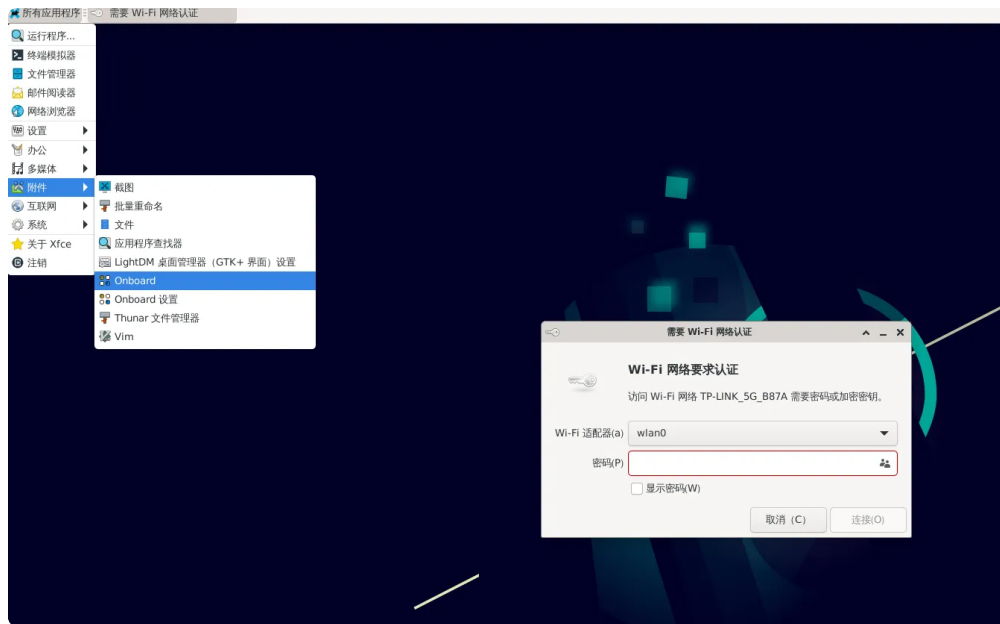 所有应用程序 需要 Wi-Fi 网络认证
运行程序...
终端模拟器
文件管理器
邮件阅读器
网络浏览器
设置
办公
多媒体
附件
互联网
系统
关于 Xfce
注销
截图
批量重命名
文件
应用程序查找器
LightDM 桌面管理器（GTK+ 界面）设置
Onboard
Onboard 设置
Thunar 文件管理器
Vim
需要 Wi-Fi 网络认证
Wi-Fi 网络要求认证
访问 Wi-Fi 网络 TP-LINK_5G_B87A 需要密码或加密密钥。
Wi-Fi 适配器(a) wlan0
密码(P)
显示密码(W)
取消（C） 连接(O)